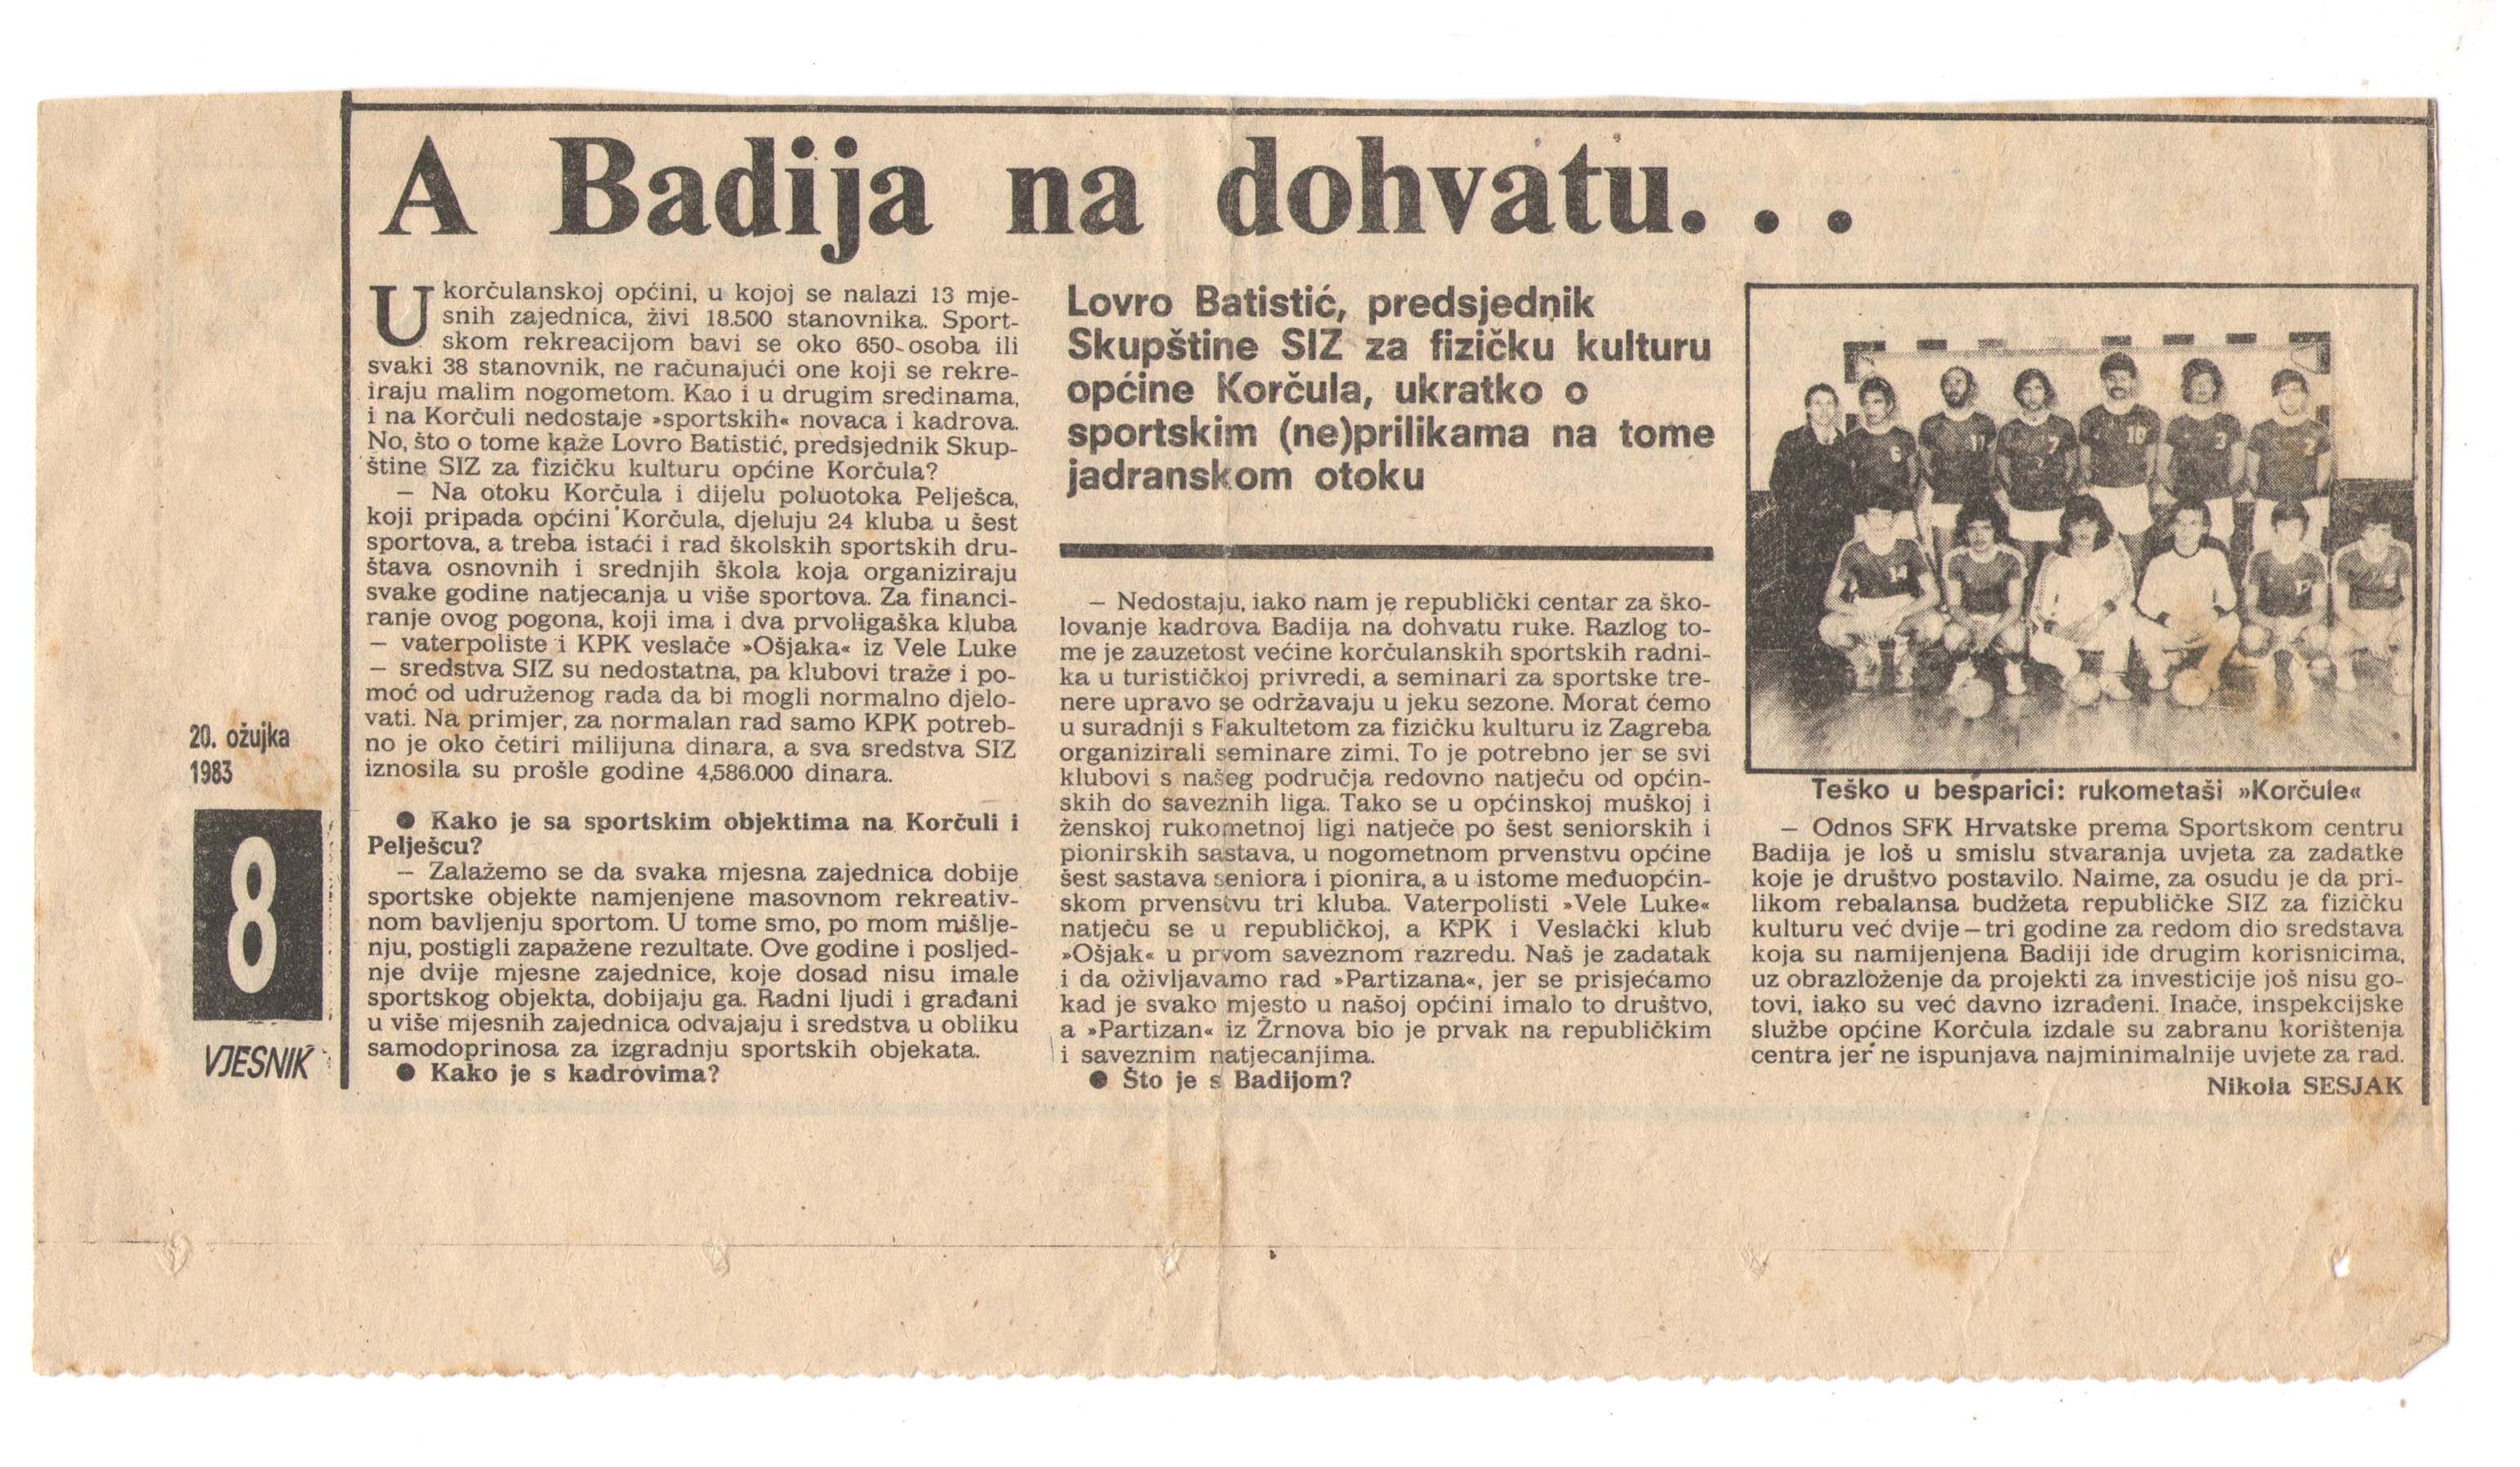 A Badija na dohvatu. . .
U korčulanskoj općini, u kojoj se nalazi 13 mje-
snih zajednica, živi 18.500 stanovnika. Sport-
skom rekreacijom bavi se oko 650 osoba ili
svaki 38 stanovnik, ne računajući one koji se rekre-
iraju malim nogometom. Kao i u drugim sredinama,
i na Korčuli nedostaje »sportskih« novaca i kadrova.
No, što o tome kaže Lovro Batistić, predsjednik Skup-
štine SIZ za fizičku kulturu općine Korčula?
— Na otoku Korčula i dijelu poluotoka Pelješca,
koji pripada općini Korčula, djeluju 24 kluba u šest
sportova, a treba istaći i rad školskih sportskih dru-
štava osnovnih i srednjih škola koja organiziraju
svake godine natjecanja u više sportova. Za financi-
ranje ovog pogona, koji ima i dva prvoligaška kluba
— vaterpoliste i KPK veslače »Ošjaka« iz Vele Luke
— sredstva SIZ su nedostatna, pa klubovi traže i po-
moć od udruženog rada da bi mogli normalno djelo-
vati. Na primjer, za normalan rad samo KPK potreb-
no je oko četiri milijuna dinara, a sva sredstva SIZ
iznosila su prošle godine 4,586.000 dinara.
● Kako je sa sportskim objektima na Korčuli i
Pelješcu?
— Zalažemo se da svaka mjesna zajednica dobije
sportske objekte namjenjene masovnom rekreativ-
nom bavljenju sportom. U tome smo, po mom mišlje-
nju, postigli zapažene rezultate. Ove godine i posljed-
nje dvije mjesne zajednice, koje dosad nisu imale
sportskog objekta, dobijaju ga. Radni ljudi i građani
u više mjesnih zajednica odvajaju i sredstva u obliku
samodoprinosa za izgradnju sportskih objekata.
● Kako je s kadrovima?
Lovro Batistić, predsjednik
Skupštine SIZ za fizičku kulturu
općine Korčula, ukratko o
sportskim (ne)prilikama na tome
jadranskom otoku
— Nedostaju, iako nam je republički centar za ško-
lovanje kadrova Badija na dohvatu ruke. Razlog to-
me je zauzetost većine korčulanskih sportskih radni-
ka u turističkoj privredi, a seminari za sportske tre-
nere upravo se održavaju u jeku sezone. Morat ćemo
u suradnji s Fakultetom za fizičku kulturu iz Zagreba
organizirali seminare zimi. To je potrebno jer se svi
klubovi s našeg područja redovno natječu od općin-
skih do saveznih liga. Tako se u općinskoj muškoj i
ženskoj rukometnoj ligi natječe po šest seniorskih i
pionirskih sastava, u nogometnom prvenstvu općine
šest sastava seniora i pionira, a u istome međuopćin-
skom prvenstvu tri kluba. Vaterpolisti »Vele Luke«
natječu se u republičkoj, a KPK i Veslački klub
»Ošjak« u prvom saveznom razredu. Naš je zadatak
i da oživljavamo rad »Partizana«, jer se prisjećamo
kad je svako mjesto u našoj općini imalo to društvo,
a »Partizan« iz Žrnova bio je prvak na republičkim
i saveznim natjecanjima.
● Što je s Badijom?
Teško u besparici: rukometaši »Korčule«
— Odnos SFK Hrvatske prema Sportskom centru
Badija je loš u smislu stvaranja uvjeta za zadatke
koje je društvo postavilo. Naime, za osudu je da pri-
likom rebalansa budžeta republičke SIZ za fizičku
kulturu već dvije—tri godine za redom dio sredstava
koja su namijenjena Badiji ide drugim korisnicima,
uz obrazloženje da projekti za investicije još nisu go-
tovi, iako su već davno izrađeni. Inače, inspekcijske
službe općine Korčula izdale su zabranu korištenja
centra jer ne ispunjava najminimalnije uvjete za rad.
Nikola SESJAK
20. ožujka
1983
8
VJESNIK